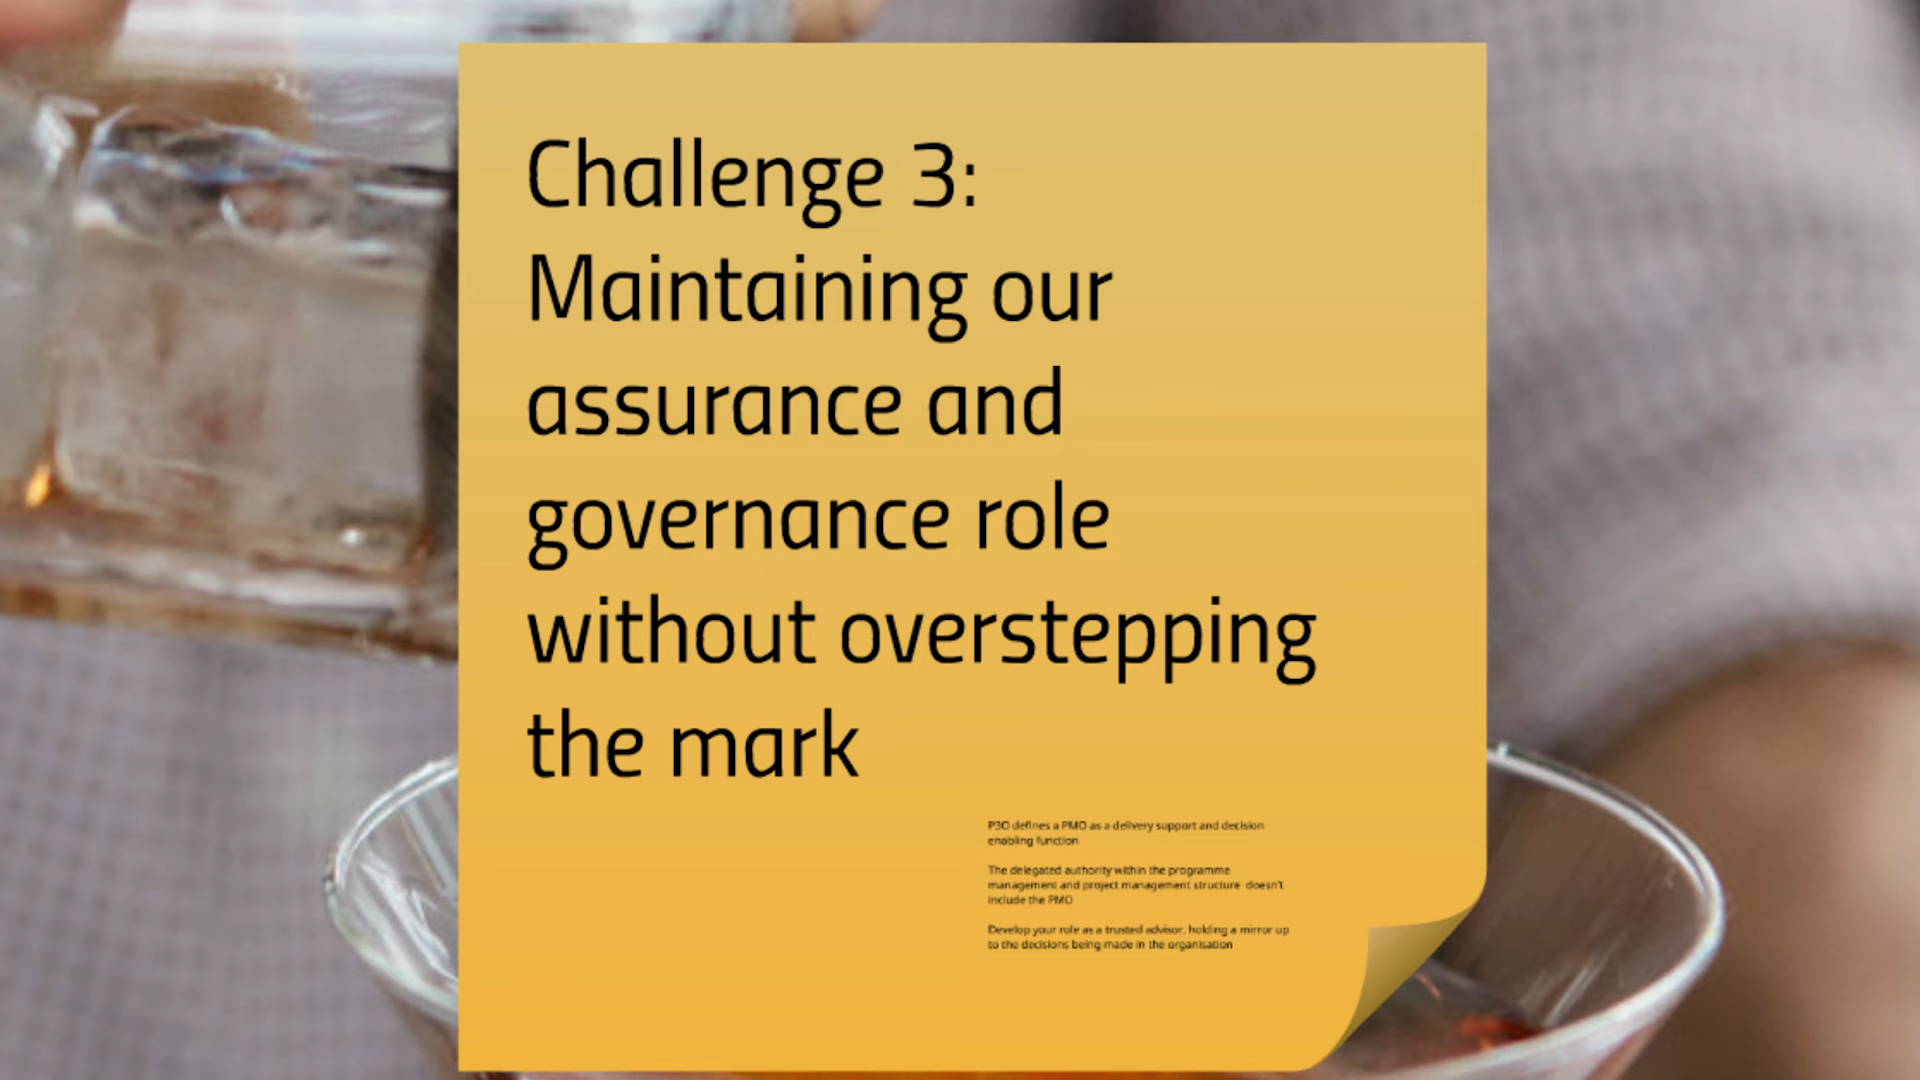 Challenge 3:
Maintaining our
assurance and
governance role
without overstepping
the mark
P3O defines a PMO as a delivery support and decision
enabling function
The delegated authority within the programme
management and project management structure doesn't
include the PMO
Develop your role as a trusted advisor, holding a mirror up
to the decisions being made in the organisation